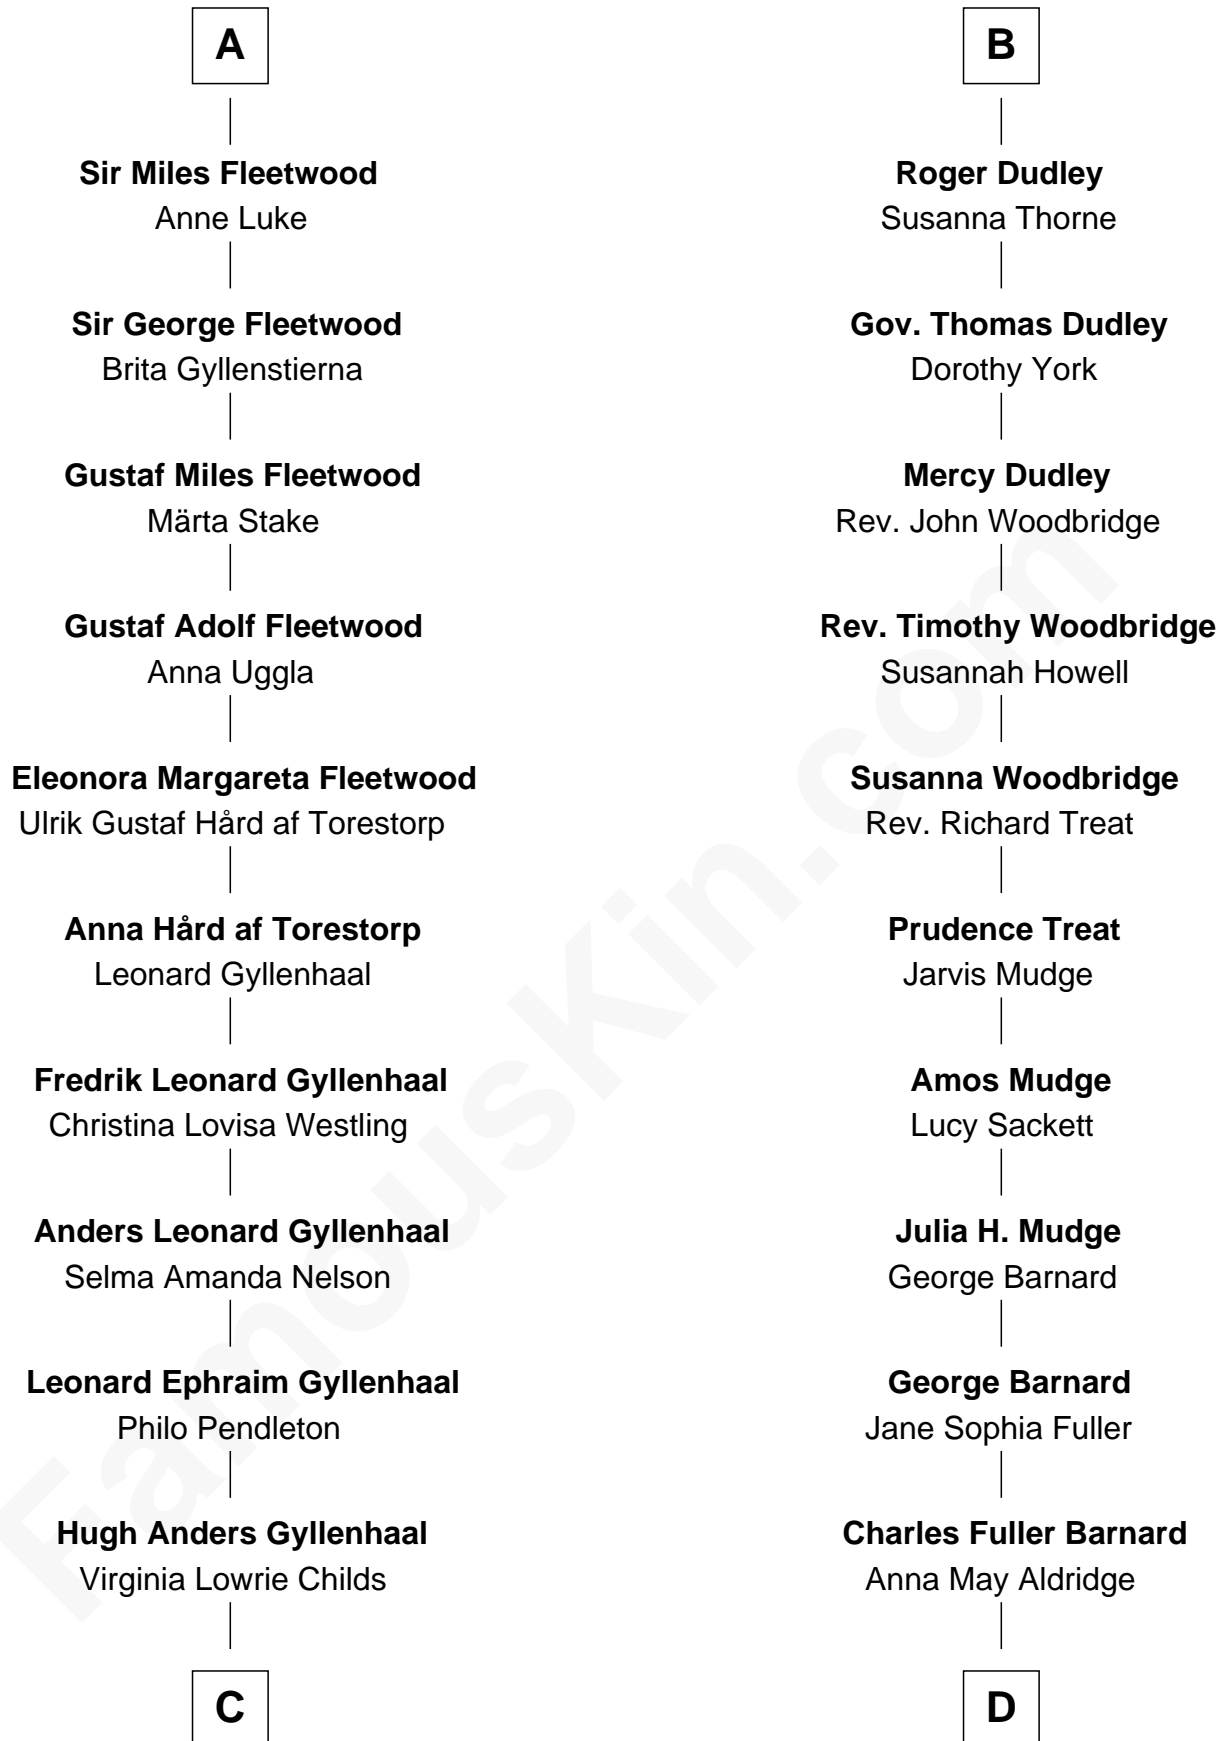 A
Sir Miles Fleetwood
Anne Luke
Sir George Fleetwood
Brita Gyllenstierna
Gustaf Miles Fleetwood
Märta Stake
Gustaf Adolf Fleetwood
Anna Uggla
Eleonora Margareta Fleetwood
Ulrik Gustaf Hård af Torestorp
Anna Hård af Torestorp
Leonard Gyllenhaal
Fredrik Leonard Gyllenhaal
Christina Lovisa Westling
Anders Leonard Gyllenhaal
Selma Amanda Nelson
Leonard Ephraim Gyllenhaal
Philo Pendleton
Hugh Anders Gyllenhaal
Virginia Lowrie Childs
C
B
Roger Dudley
Susanna Thorne
Gov. Thomas Dudley
Dorothy York
Mercy Dudley
Rev. John Woodbridge
Rev. Timothy Woodbridge
Susannah Howell
Susanna Woodbridge
Rev. Richard Treat
Prudence Treat
Jarvis Mudge
Amos Mudge
Lucy Sackett
Julia H. Mudge
George Barnard
George Barnard
Jane Sophia Fuller
Charles Fuller Barnard
Anna May Aldridge
D
FamousKin.com